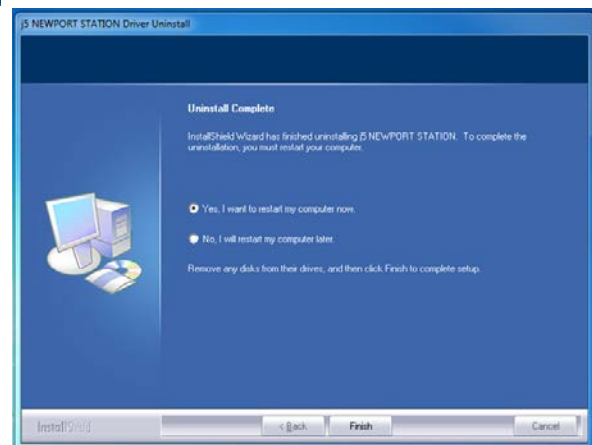 j5 NEWPORT STATION Driver Uninstall
Uninstall Complete
InstallShield Wizard has finished uninstalling j5 NEWPORT STATION. To complete the
uninstallation, you must restart your computer.
Yes, I want to restart my computer now.
No, I will restart my computer later.
Remove any disks from their drives, and then click Finish to complete setup.
InstallShield
< Back
Finish
Cancel